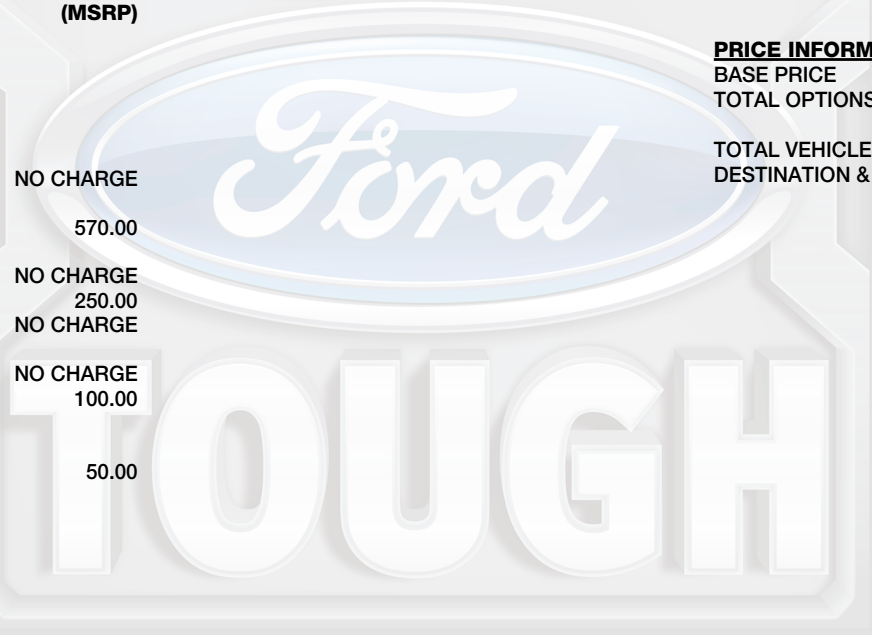 (MSRP)
NO CHARGE
570.00
NO CHARGE
250.00
NO CHARGE
NO CHARGE
100.00
50.00
PRICE INFORM
BASE PRICE
TOTAL OPTIONS
TOTAL VEHICLE
DESTINATION &
Ford
TOUGH